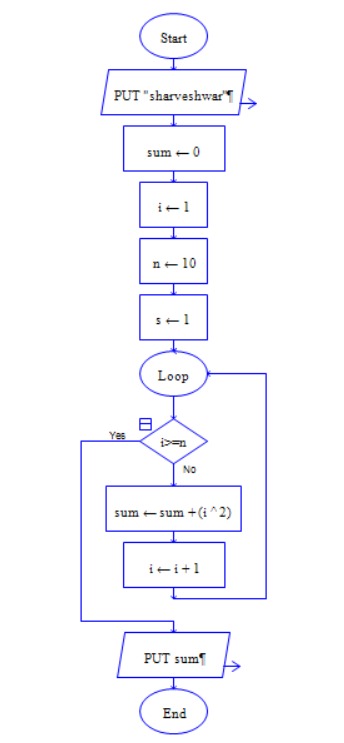 Start
PUT "sharveshwar"¶
sum ← 0
i ← 1
n ← 10
s ← 1
Loop
Yes
i>=n
No
sum ← sum +(i ^ 2)
i ← i + 1
PUT sum¶
End